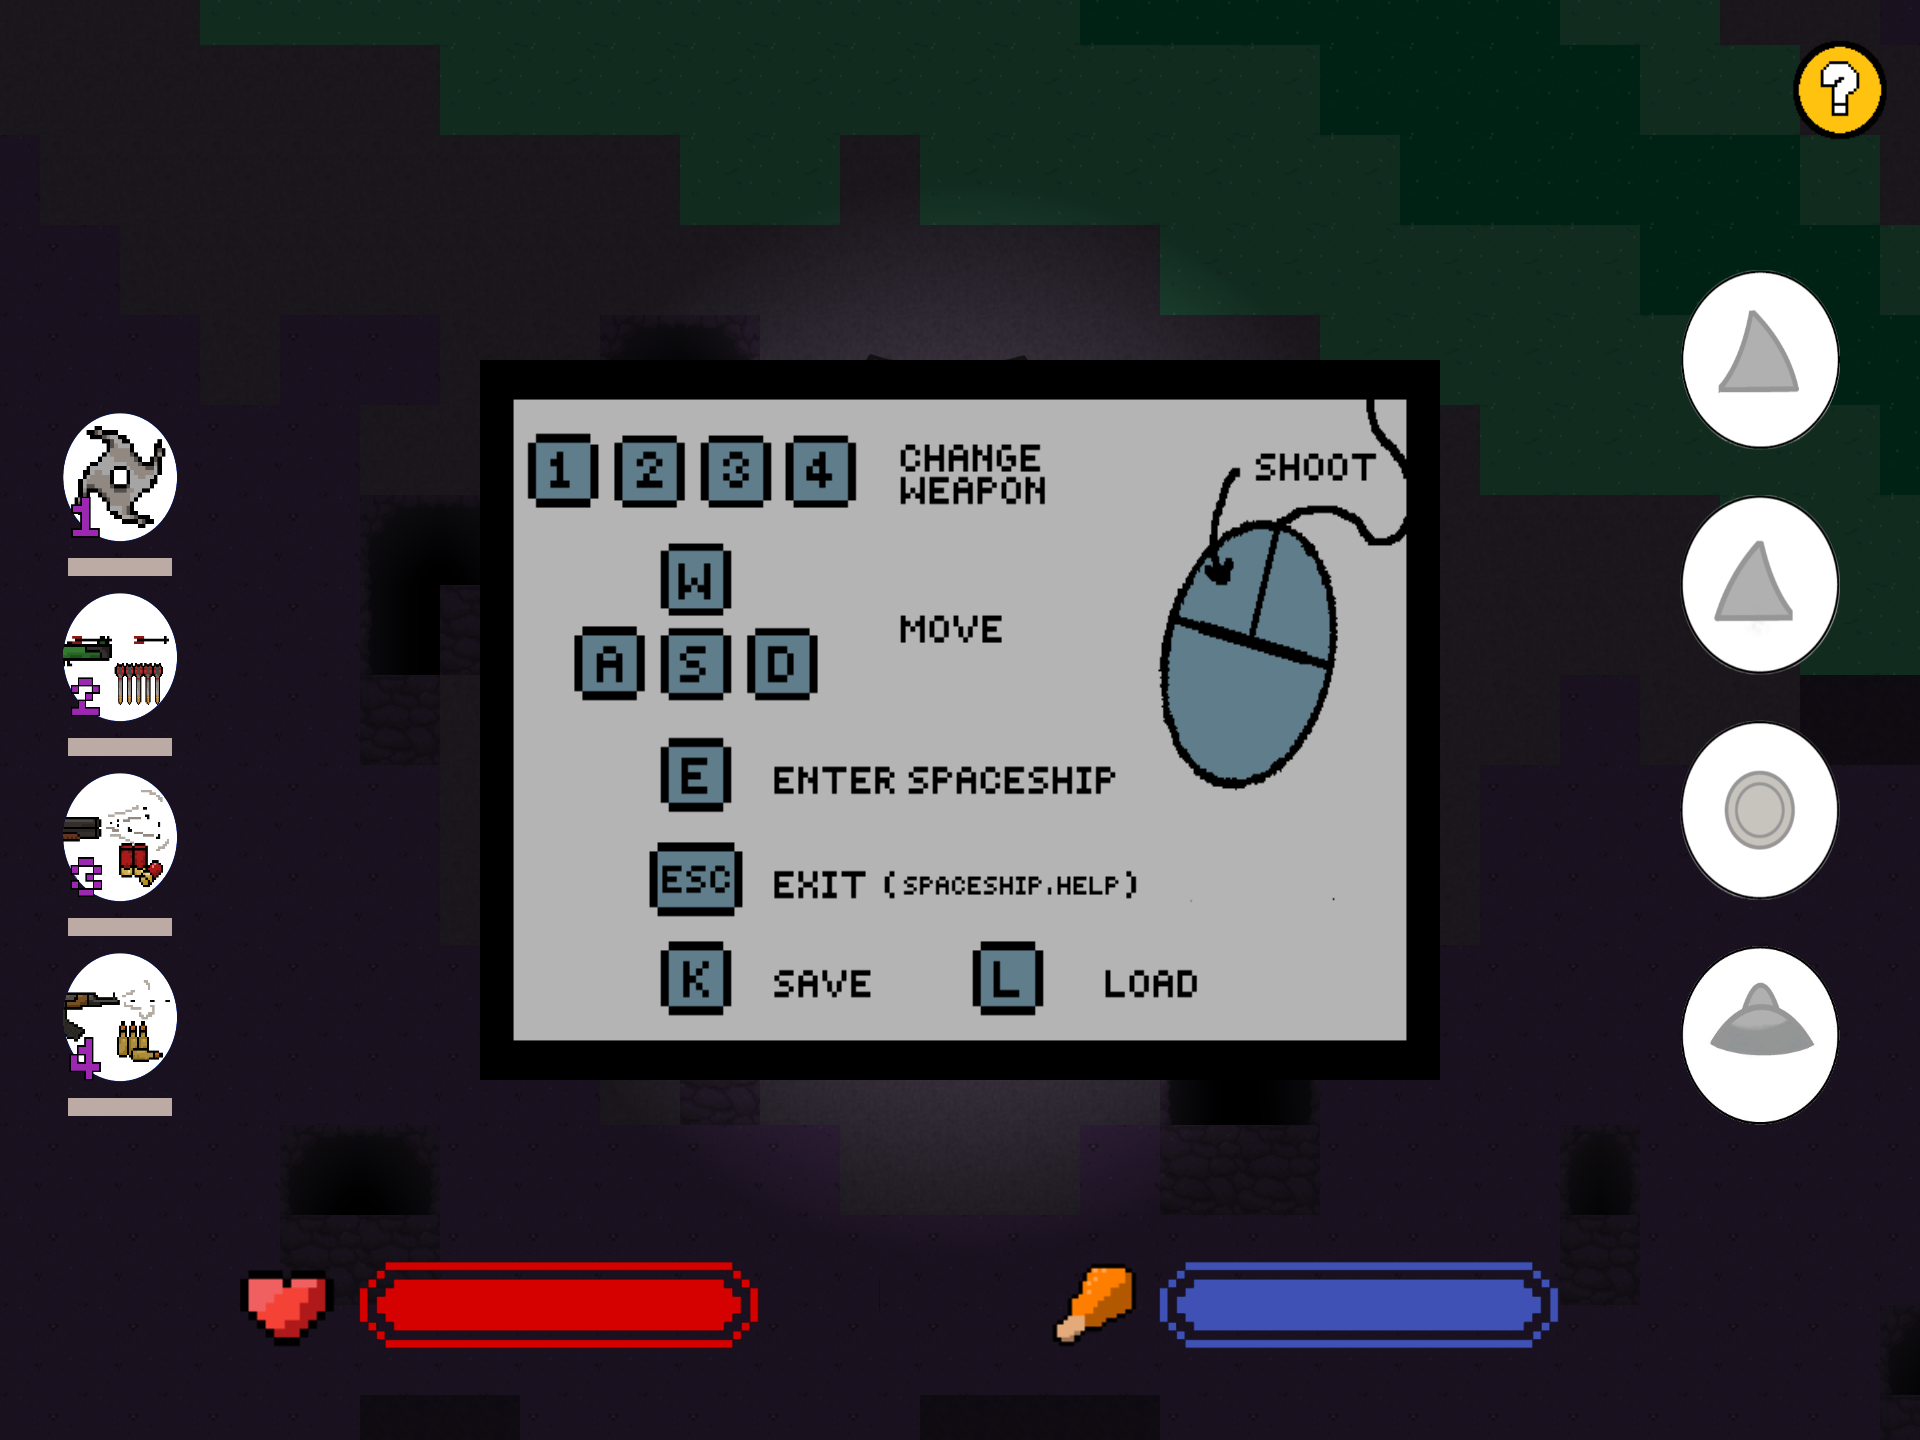 ?
1 2 3 4 CHANGE
WEAPON
SHOOT
W
A S D
MOVE
E ENTER SPACESHIP
ESC EXIT (SPACESHIP.HELP)
K SAVE L LOAD
1
2
3
4